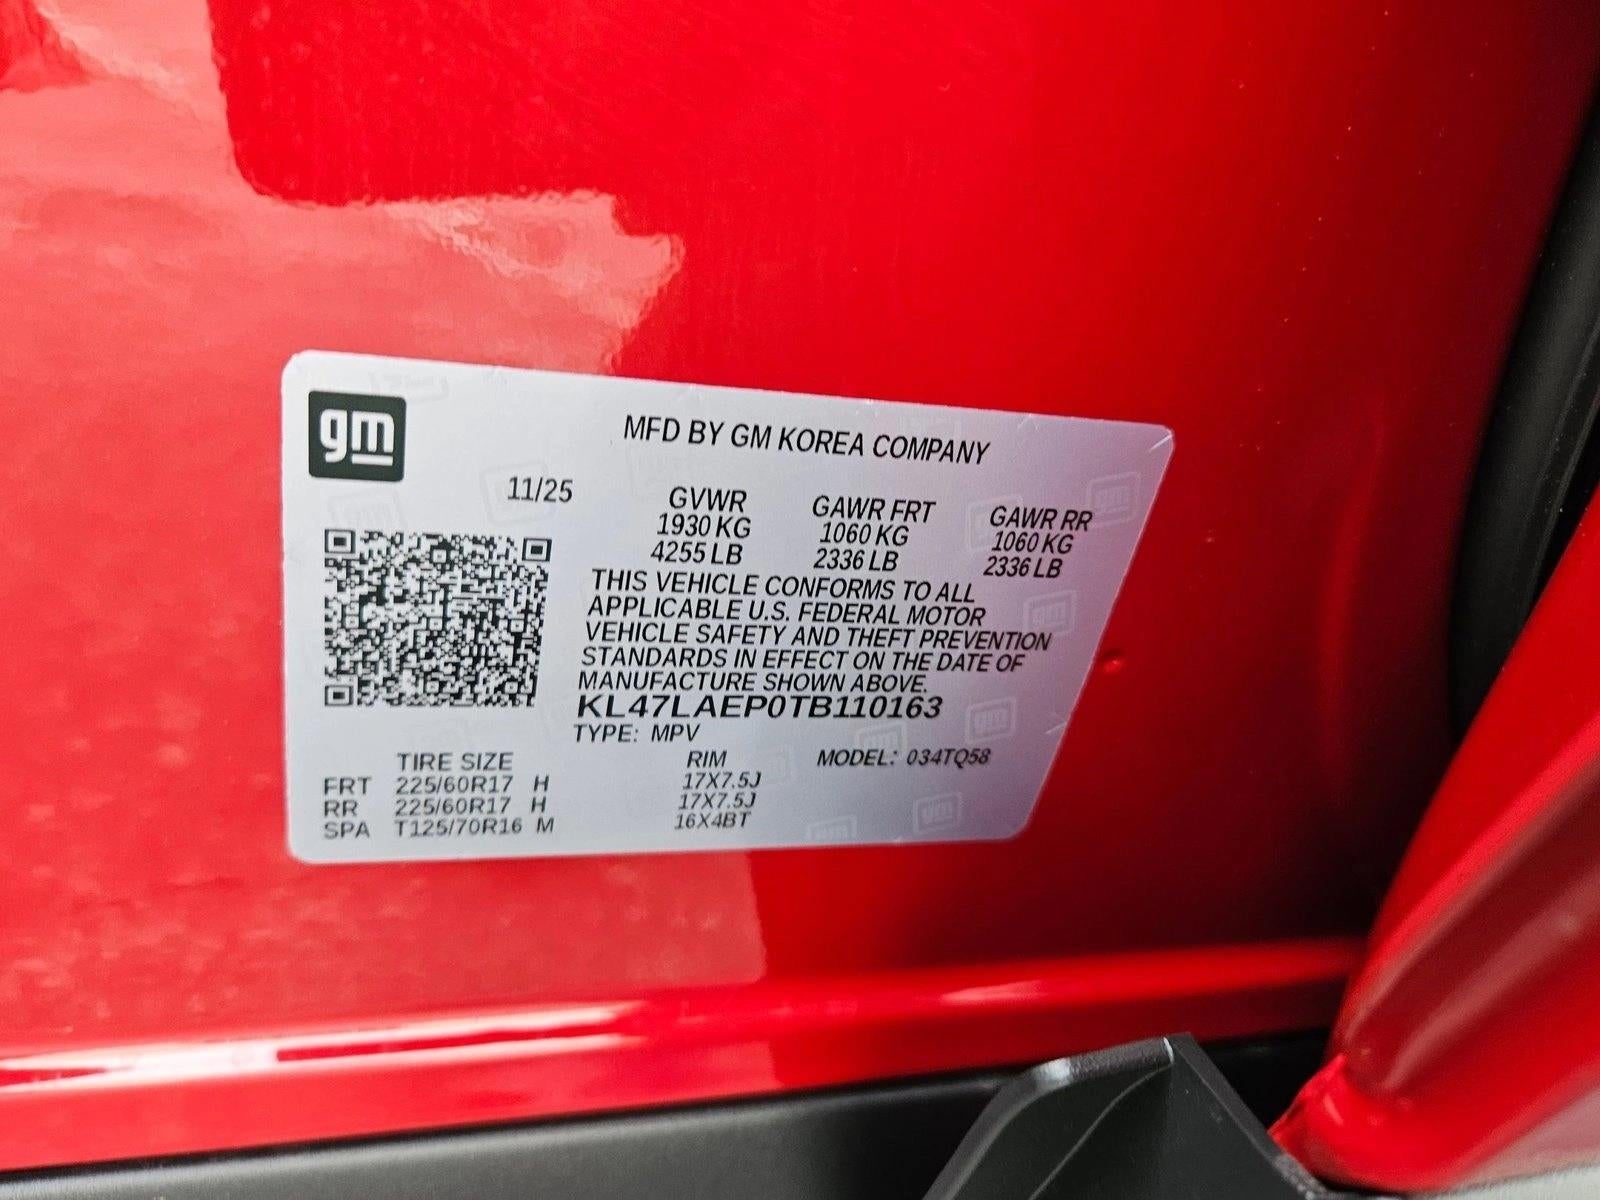 gm
MFD BY GM KOREA COMPANY
11/25
GVWR GAWR FRT GAWR RR
1930 KG 1060 KG 1060 KG
4255 LB 2336 LB 2336 LB
THIS VEHICLE CONFORMS TO ALL
APPLICABLE U.S. FEDERAL MOTOR
VEHICLE SAFETY AND THEFT PREVENTION
STANDARDS IN EFFECT ON THE DATE OF
MANUFACTURE SHOWN ABOVE.
KL47LAEP0TB110163
TYPE: MPV
TIRE SIZE RIM MODEL: 034TQ58
FRT 225/60R17 H 17X7.5J
RR 225/60R17 H 17X7.5J
SPA T125/70R16 M 16X4BT